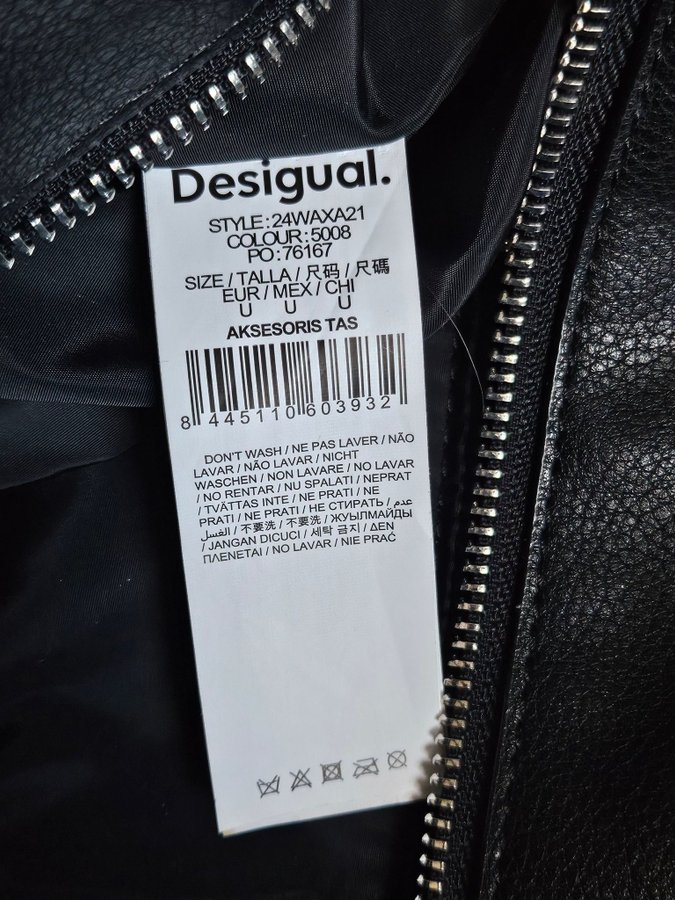 Desigual.
STYLE:24WAXA21
COLOUR:5008
PO:76167
SIZE / TALLA / 尺码 / 尺碼
EUR / MEX / CHI
U U U
AKSESORIS TAS
8 445110 603932
DON'T WASH / NE PAS LAVER / NÃO
LAVAR / NÃO LAVAR / NICHT
WASCHEN / NON LAVARE / NO LAVAR
/ NO RENTAR / NU SPALATI / NEPRAT
/ TVÄTTAS INTE / NE PRATI / NE
PRATI / NE PRATI / НЕ СТИРАТЬ / عدم
الغسل / 不要洗 / 不要洗 / ЖУЫЛМАЙДЫ
/ JANGAN DICUCI / 세탁 금지 / ΔΕΝ
ΠΛΕΝΕΤΑΙ / NO LAVAR / NIE PRAĆ